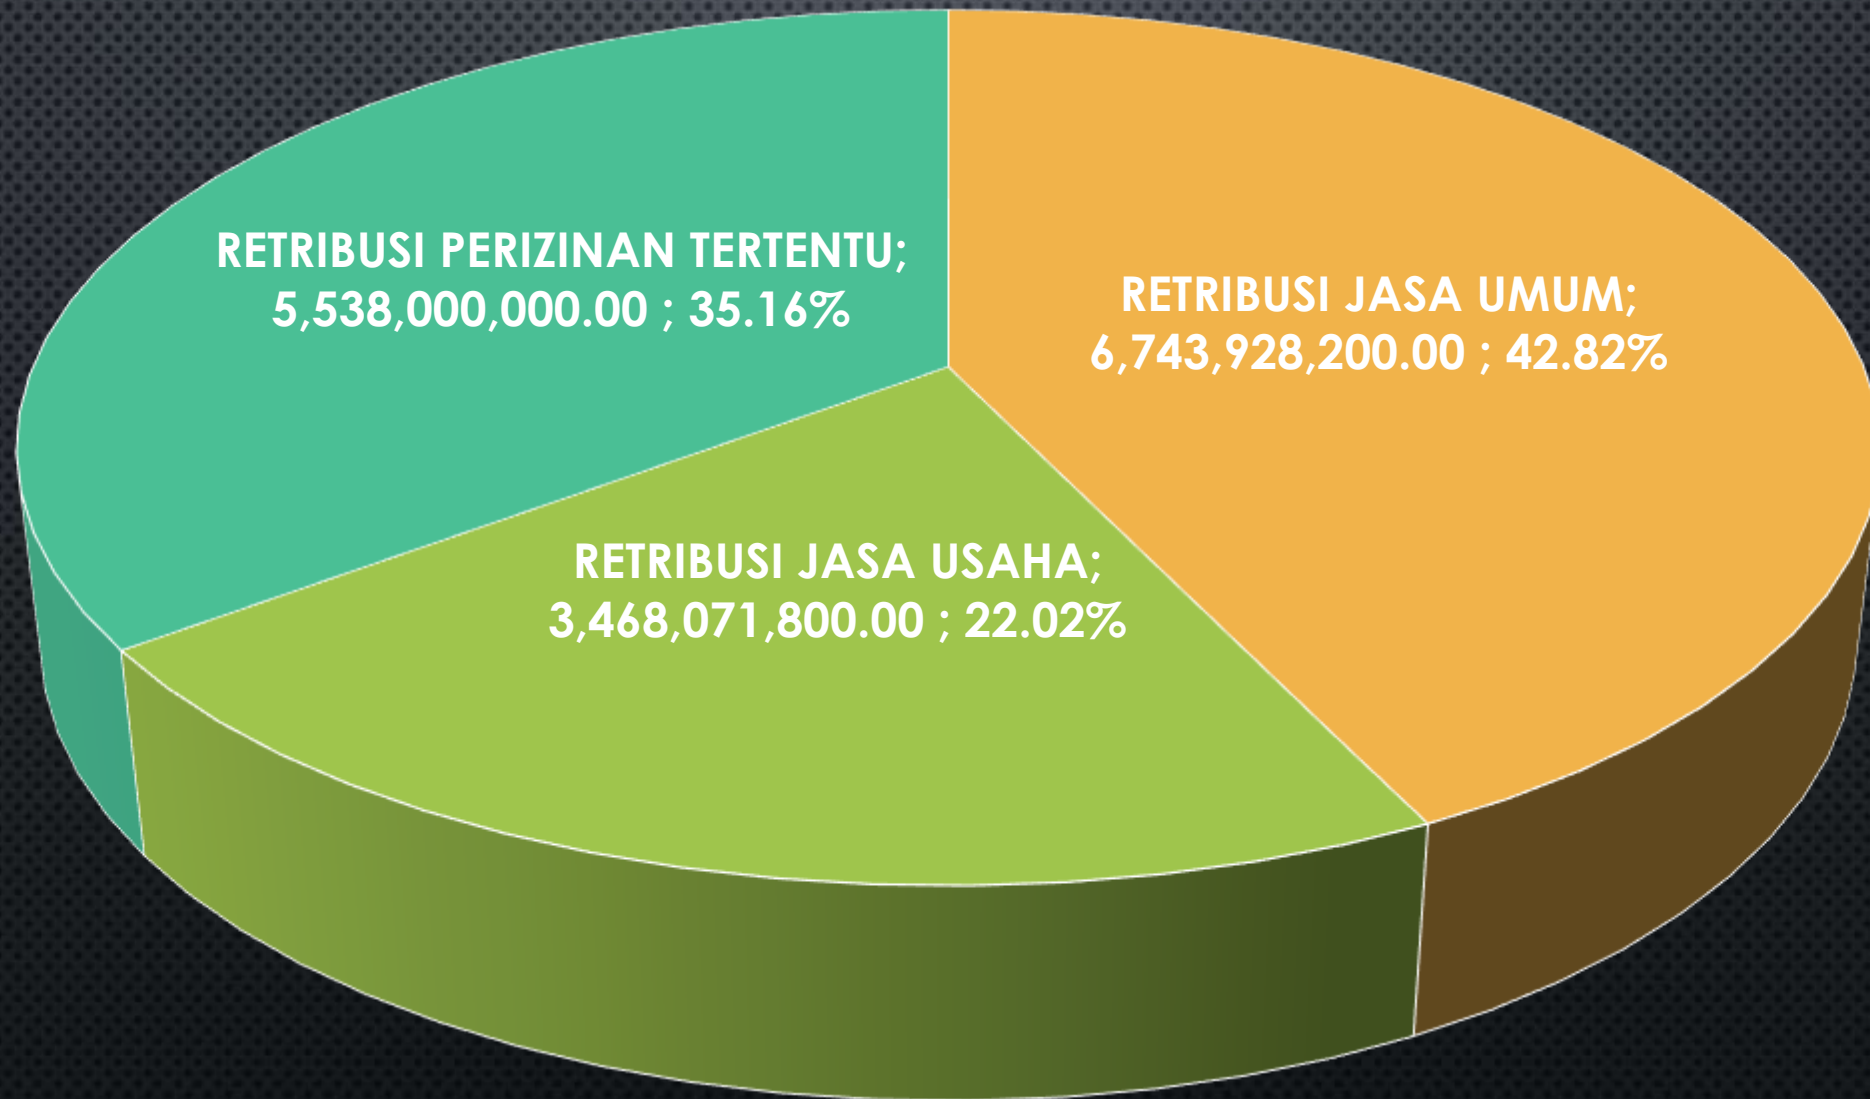 RETRIBUSI PERIZINAN TERTENTU;
5,538,000,000.00 ; 35.16%
RETRIBUSI JASA UMUM;
6,743,928,200.00 ; 42.82%
RETRIBUSI JASA USAHA;
3,468,071,800.00 ; 22.02%